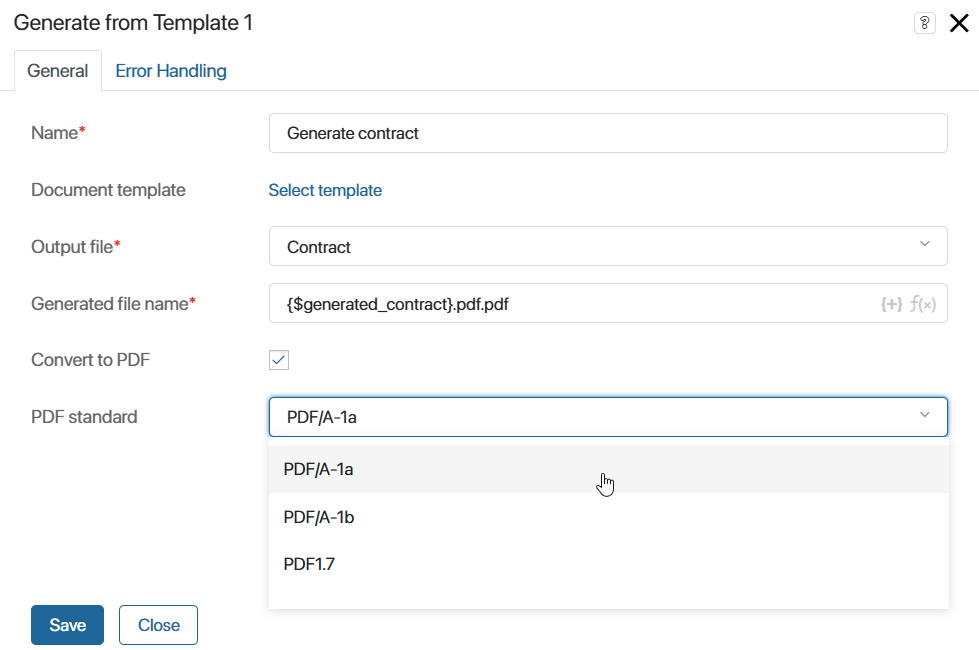 Generate from Template 1 ?
General Error Handling
Name* Generate contract
Document template Select template
Output file* Contract
Generated file name* {$generated_contract}.pdf.pdf {+} f(x)
Convert to PDF
PDF standard PDF/A-1a
PDF/A-1a
PDF/A-1b
PDF1.7
Save Close